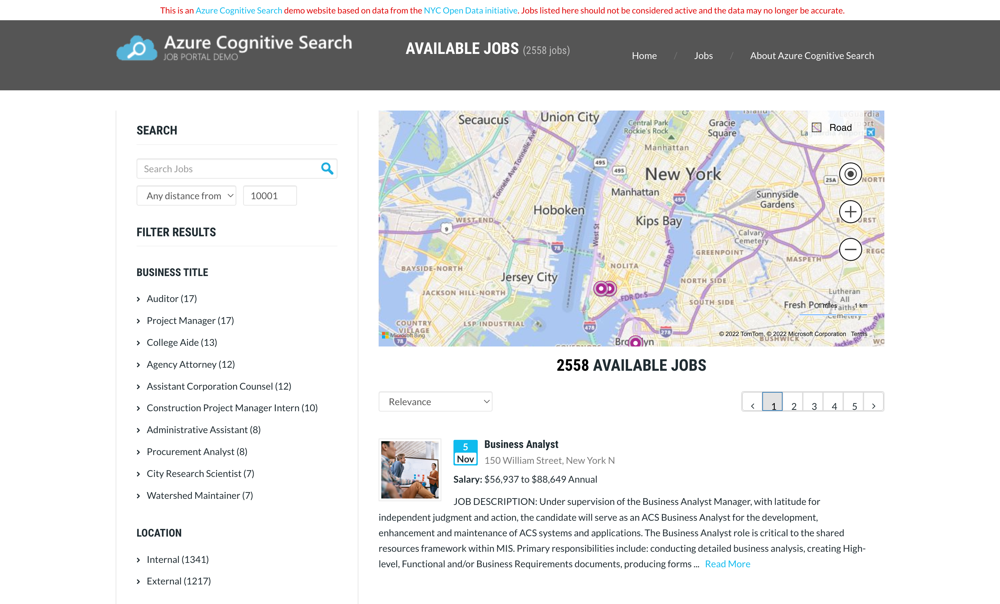 This is an Azure Cognitive Search demo website based on data from the NYC Open Data initiative. Jobs listed here should not be considered active and the data may no longer be accurate.
Azure Cognitive Search
JOB PORTAL DEMO
AVAILABLE JOBS (2558 jobs)
Home / Jobs / About Azure Cognitive Search
SEARCH
Search Jobs
Any distance from
10001
FILTER RESULTS
BUSINESS TITLE
Auditor (17)
Project Manager (17)
College Aide (13)
Agency Attorney (12)
Assistant Corporation Counsel (12)
Construction Project Manager Intern (10)
Administrative Assistant (8)
Procurement Analyst (8)
City Research Scientist (7)
Watershed Maintainer (7)
LOCATION
Internal (1341)
External (1217)
Secaucus
Union City
Central Park
Rockie's Rock
Gracie
Square
Island
LaGuardia
Airport
Road
Manhattan
Tonnelle Ave Tonnelle Ave
495
495
New York
25A
Manhattan
495
Sunnyside
Gardens
Hoboken
WEST END
9
Kips Bay
West St
Calvary
Cemetery
78
GREENPOINT
FDR Dr
MASPETH
REGO
BAYSIDE-NORTH
NOLITA
Jersey City
NORTH SIDE
JACKSON HILL-NORTH
FDR Dr S
SOUTH SIDE
Lutheran
All
Faiths
Cemetery
Fresh Pond
1 miles
1 km
COUNTRY
VILLAGE
LSP INDUSTRIAL
478
278
78
Microsoft Bing
© 2022 TomTom, © 2022 Microsoft Corporation Terms
BUSHWICK
Jackie Robinson Pkwy
2558 AVAILABLE JOBS
Relevance
1 2 3 4 5
5
Nov
Business Analyst
150 William Street, New York N
Salary: $56,937 to $88,649 Annual
JOB DESCRIPTION: Under supervision of the Business Analyst Manager, with latitude for
independent judgment and action, the candidate will serve as an ACS Business Analyst for the development,
enhancement and maintenance of ACS systems and applications. The Business Analyst role is critical to the shared
resources framework within MIS. Primary responsibilities include: conducting detailed business analysis, creating High-
level, Functional and/or Business Requirements documents, producing forms ... Read More